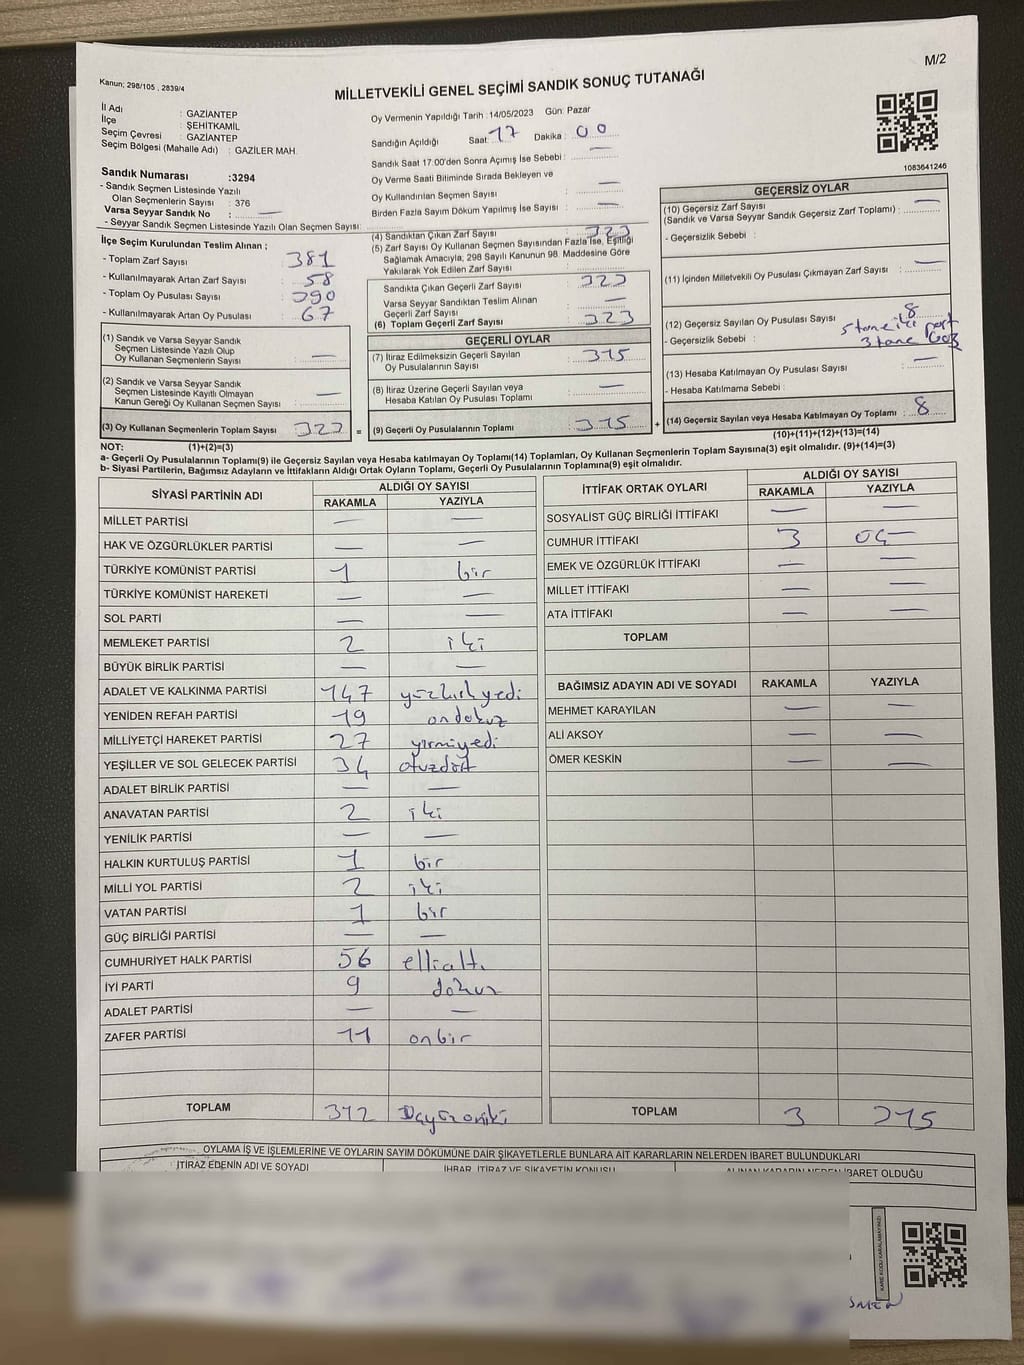 M/2
Kanun; 298/105 , 2839/4
MİLLETVEKİLİ GENEL SEÇİMİ SANDIK SONUÇ TUTANAĞI
İl Adı : GAZİANTEP
İlçe : ŞEHİTKAMİL
Seçim Çevresi : GAZİANTEP
Seçim Bölgesi (Mahalle Adı) : GAZİLER MAH.
Sandık Numarası :3294
- Sandık Seçmen Listesinde Yazılı
Olan Seçmenlerin Sayısı : 376
Varsa Seyyar Sandık No : —
- Seyyar Sandık Seçmen Listesinde Yazılı Olan Seçmen Sayısı:
İlçe Seçim Kurulundan Teslim Alınan ;
- Toplam Zarf Sayısı : 381
- Kullanılmayarak Artan Zarf Sayısı : 58
- Toplam Oy Pusulası Sayısı : 390
- Kullanılmayarak Artan Oy Pusulası : 67
(1) Sandık ve Varsa Seyyar Sandık
Seçmen Listesinde Yazılı Olup
Oy Kullanan Seçmenlerin Sayısı : —
(2) Sandık ve Varsa Seyyar Sandık
Seçmen Listesinde Kayıtlı Olmayan
Kanun Gereği Oy Kullanan Seçmen Sayısı : —
(3) Oy Kullanan Seçmenlerin Toplam Sayısı : 323 =
Oy Vermenin Yapıldığı Tarih :14/05/2023 Gün: Pazar
Sandığın Açıldığı Saat: 17 Dakika : 00
Sandık Saat 17:00'den Sonra Açımış İse Sebebi : —
Oy Verme Saati Bitiminde Sırada Bekleyen ve
Oy Kullandırılan Seçmen Sayısı : —
Birden Fazla Sayım Döküm Yapılmış İse Sayısı : —
(4) Sandıktan Çıkan Zarf Sayısı : 323
(5) Zarf Sayısı Oy Kullanan Seçmen Sayısından Fazla İse, Eşitliği
Sağlamak Amacıyla, 298 Sayılı Kanunun 98. Maddesine Göre
Yakılarak Yok Edilen Zarf Sayısı :
Sandıkta Çıkan Geçerli Zarf Sayısı : 323
Varsa Seyyar Sandıktan Teslim Alınan
Geçerli Zarf Sayısı : —
(6) Toplam Geçerli Zarf Sayısı : 323
GEÇERLİ OYLAR
(7) İtiraz Edilmeksizin Geçerli Sayılan
Oy Pusulalarının Sayısı : 315
(8) İtiraz Üzerine Geçerli Sayılan veya
Hesaba Katılan Oy Pusulası Toplamı : —
(9) Geçerli Oy Pusulalarının Toplamı : 315 +
1083641246
GEÇERSİZ OYLAR
(10) Geçersiz Zarf Sayısı
(Sandık ve Varsa Seyyar Sandık Geçersiz Zarf Toplamı) : —
- Geçersizlik Sebebi :
(11) İçinden Milletvekili Oy Pusulası Çıkmayan Zarf Sayısı : —
(12) Geçersiz Sayılan Oy Pusulası Sayısı : 8
- Geçersizlik Sebebi : 5 tane iki part
3 tane boş
(13) Hesaba Katılmayan Oy Pusulası Sayısı : —
- Hesaba Katılmama Sebebi :
(14) Geçersiz Sayılan veya Hesaba Katılmayan Oy Toplamı : 8
NOT: (1)+(2)=(3) (10)+(11)+(12)+(13)=(14)
a- Geçerli Oy Pusulalarının Toplamı(9) ile Geçersiz Sayılan veya Hesaba katılmayan Oy Toplamı(14) Toplamları, Oy Kullanan Seçmenlerin Toplam Sayısına(3) eşit olmalıdır. (9)+(14)=(3)
b- Siyasi Partilerin, Bağımsız Adayların ve İttifakların Aldığı Ortak Oyların Toplamı, Geçerli Oy Pusulalarının Toplamına(9) eşit olmalıdır.
SİYASİ PARTİNİN ADI ALDIĞI OY SAYISI
RAKAMLA YAZIYLA
MİLLET PARTİSİ — —
HAK VE ÖZGÜRLÜKLER PARTİSİ — —
TÜRKİYE KOMÜNİST PARTİSİ 1 bir
TÜRKİYE KOMÜNİST HAREKETİ — —
SOL PARTİ — —
MEMLEKET PARTİSİ 2 iki
BÜYÜK BİRLİK PARTİSİ — —
ADALET VE KALKINMA PARTİSİ 147 yüzkırkyedi
YENİDEN REFAH PARTİSİ 19 ondokuz
MİLLİYETÇİ HAREKET PARTİSİ 27 yirmiyedi
YEŞİLLER VE SOL GELECEK PARTİSİ 34 otuzdört
ADALET BİRLİK PARTİSİ — —
ANAVATAN PARTİSİ 2 iki
YENİLİK PARTİSİ — —
HALKIN KURTULUŞ PARTİSİ 1 bir
MİLLİ YOL PARTİSİ 2 iki
VATAN PARTİSİ 1 bir
GÜÇ BİRLİĞİ PARTİSİ — —
CUMHURİYET HALK PARTİSİ 56 ellialtı
İYİ PARTİ 9 dokuz
ADALET PARTİSİ — —
ZAFER PARTİSİ 11 onbir
TOPLAM 312 üçyüzoniki
İTTİFAK ORTAK OYLARI ALDIĞI OY SAYISI
RAKAMLA YAZIYLA
SOSYALİST GÜÇ BİRLİĞİ İTTİFAKI — —
CUMHUR İTTİFAKI 3 üç —
EMEK VE ÖZGÜRLÜK İTTİFAKI — —
MİLLET İTTİFAKI — —
ATA İTTİFAKI — —
TOPLAM
BAĞIMSIZ ADAYIN ADI VE SOYADI RAKAMLA YAZIYLA
MEHMET KARAYILAN — —
ALİ AKSOY — —
ÖMER KESKİN — —
TOPLAM 3 315
OYLAMA İŞ VE İŞLEMLERİNE VE OYLARIN SAYIM DÖKÜMÜNE DAİR ŞİKAYETLERLE BUNLARA AİT KARARLARIN NELERDEN İBARET BULUNDUKLARI
İTİRAZ EDENİN ADI VE SOYADI İHBAR, İTİRAZ VE ŞİKAYETİN KONUSU ALINAN KARARIN NEDEN İBARET OLDUĞU
KARE KODU KARALAMAYINIZ!